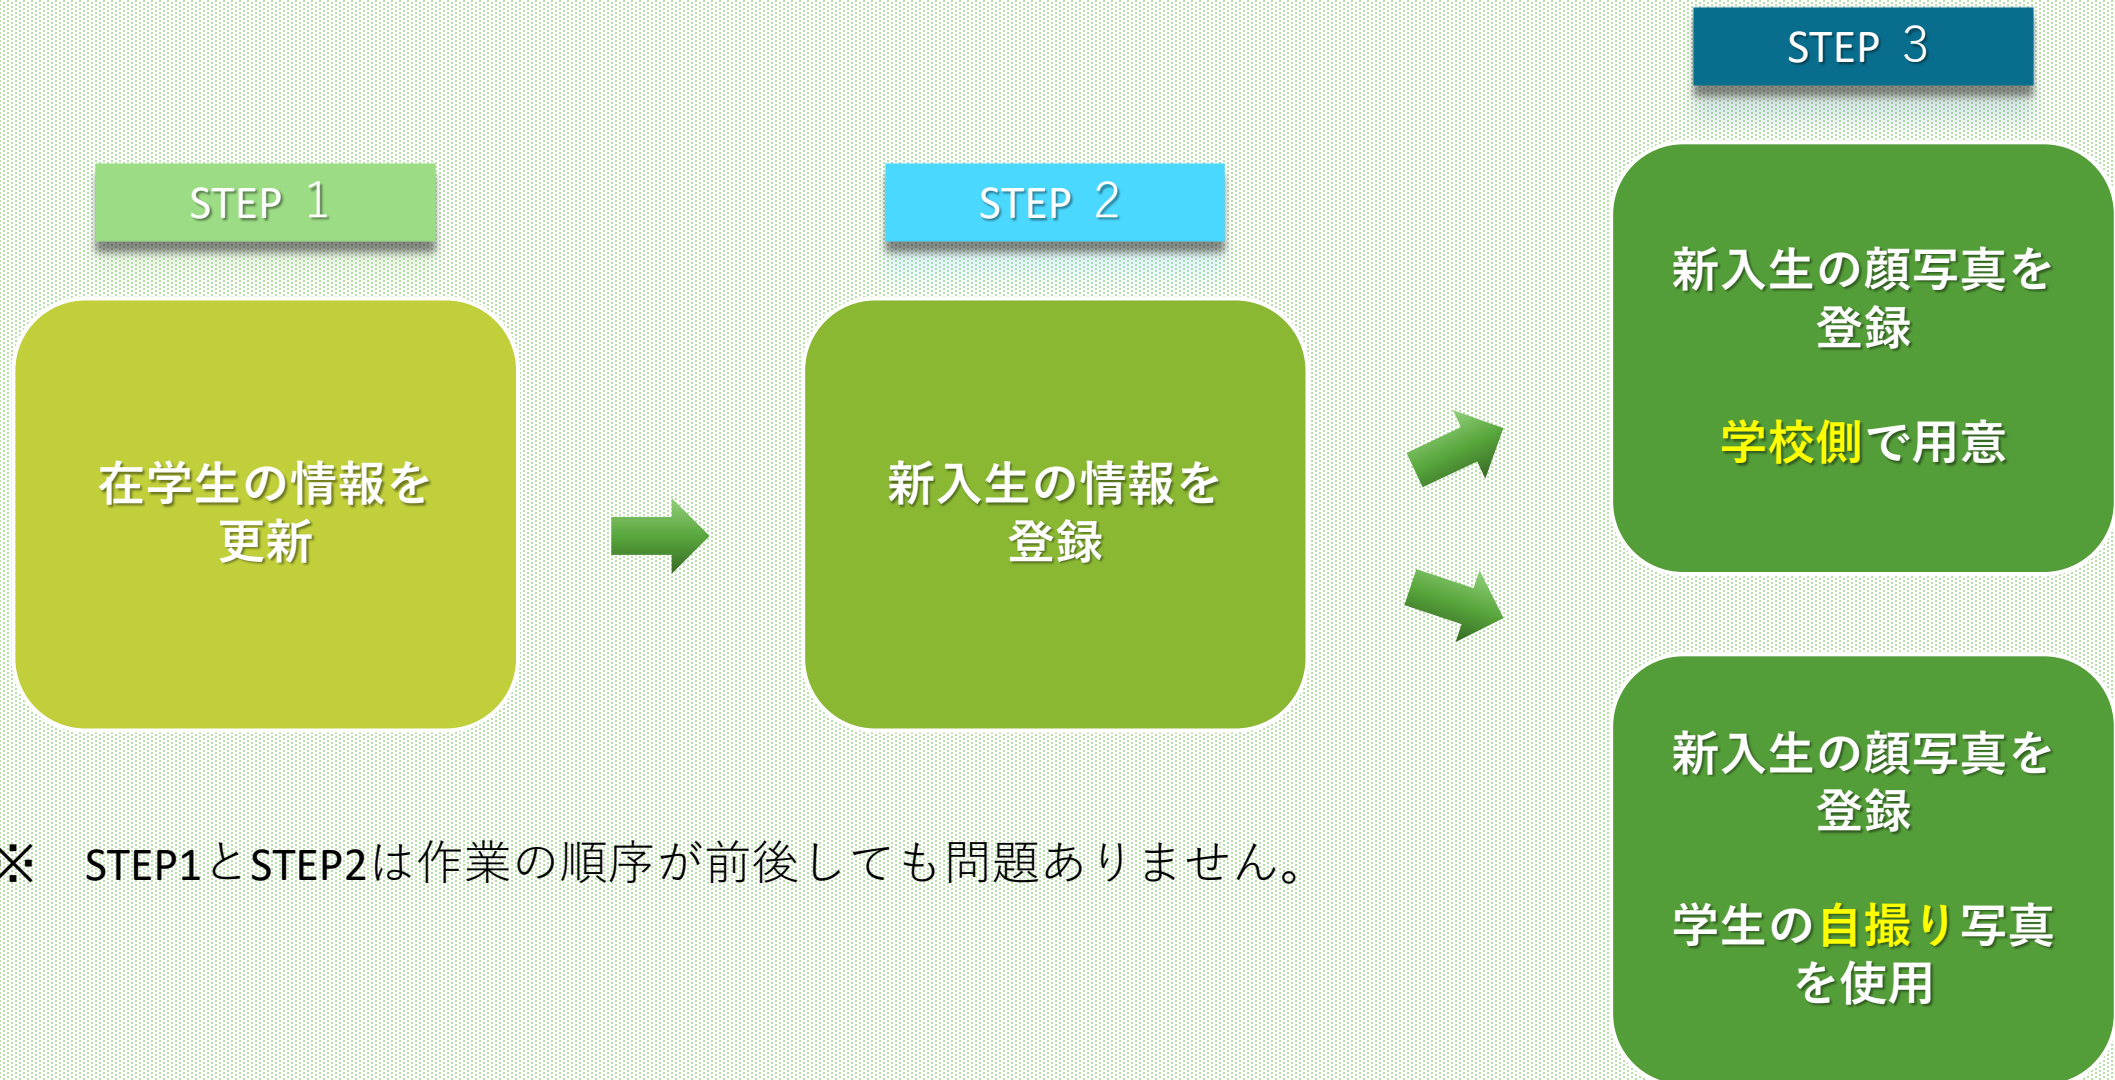 STEP 1
在学生の情報を
更新
STEP 2
新入生の情報を
登録
STEP 3
新入生の顔写真を
登録
学校側で用意
新入生の顔写真を
登録
学生の自撮り写真
を使用
※　STEP1とSTEP2は作業の順序が前後しても問題ありません。